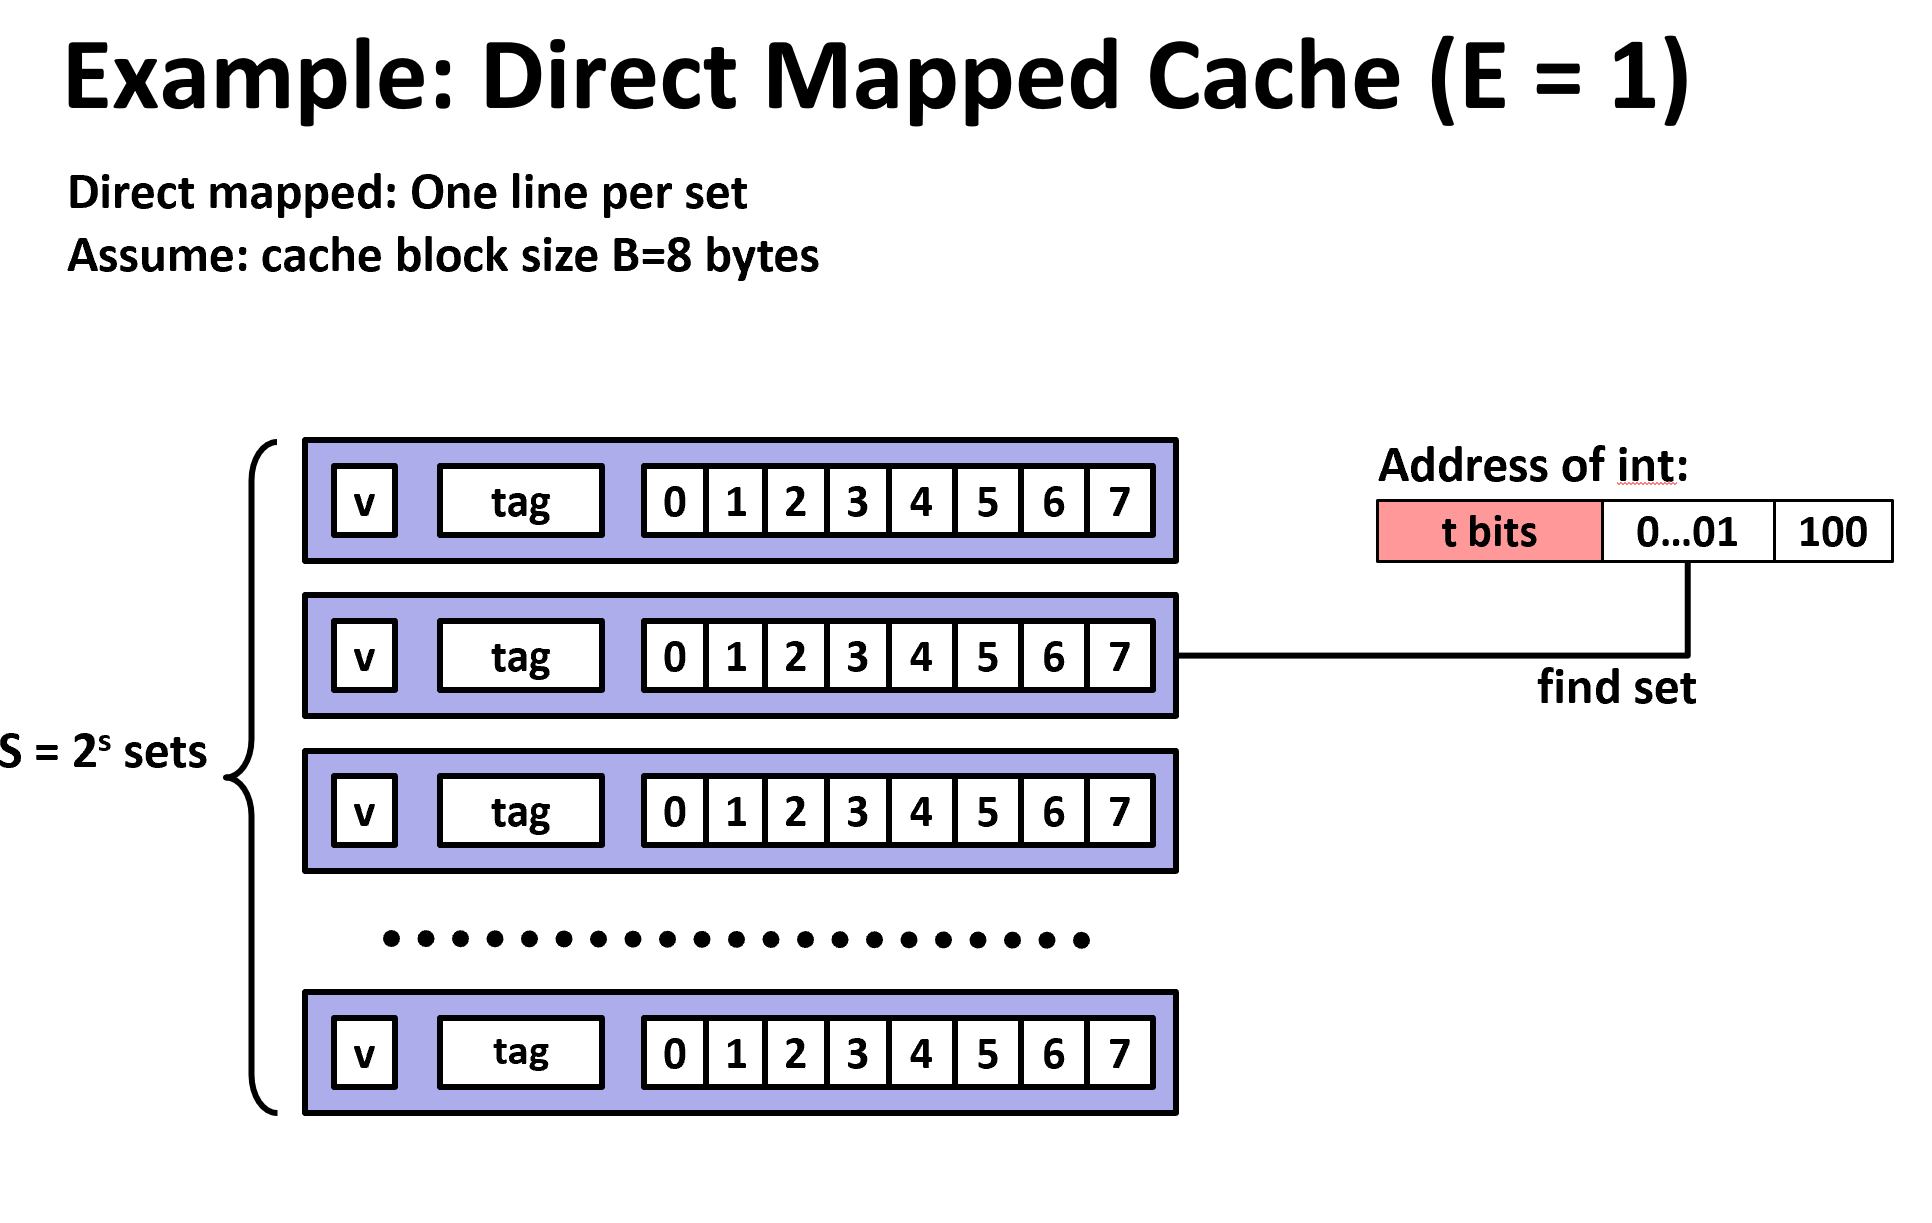 Example: Direct Mapped Cache (E = 1)
Direct mapped: One line per set
Assume: cache block size B=8 bytes
Address of int:
t bits 0...01 100
v tag 0 1 2 3 4 5 6 7
v tag 0 1 2 3 4 5 6 7
find set
S = 2ˢ sets
v tag 0 1 2 3 4 5 6 7
v tag 0 1 2 3 4 5 6 7